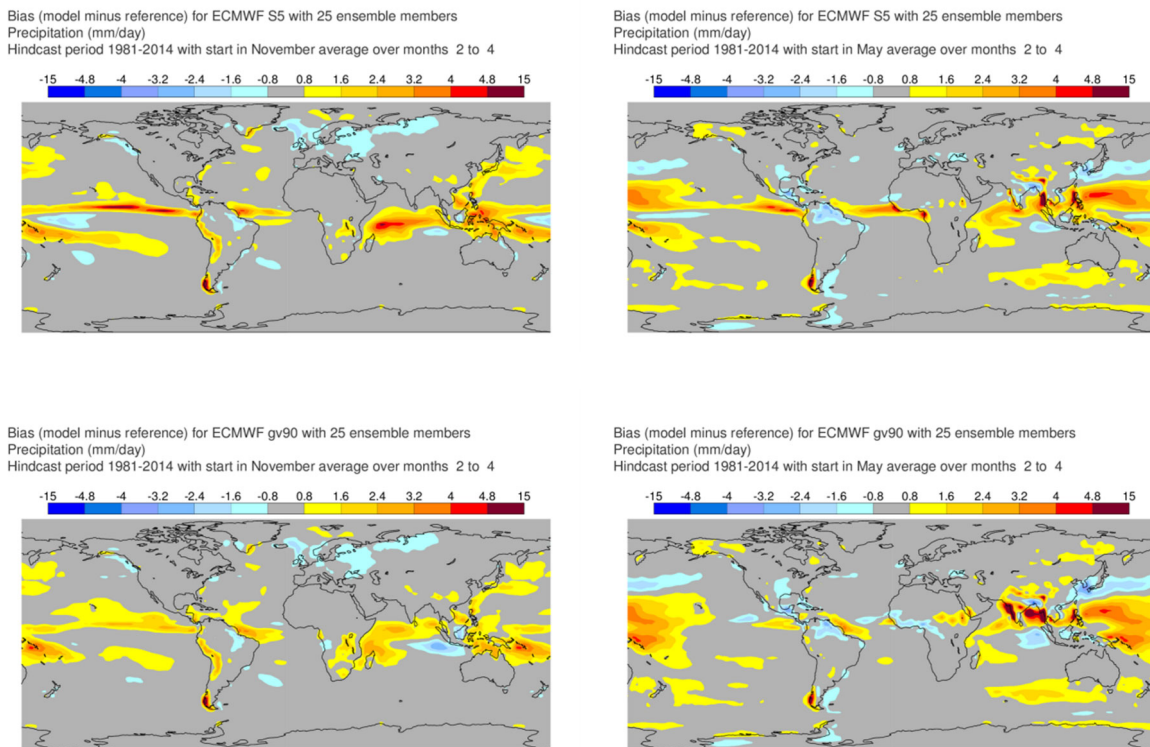 Bias (model minus reference) for ECMWF S5 with 25 ensemble members
Precipitation (mm/day)
Hindcast period 1981-2014 with start in November average over months 2 to 4
-15 -4.8 -4 -3.2 -2.4 -1.6 -0.8 0.8 1.6 2.4 3.2 4 4.8 15
Bias (model minus reference) for ECMWF S5 with 25 ensemble members
Precipitation (mm/day)
Hindcast period 1981-2014 with start in May average over months 2 to 4
-15 -4.8 -4 -3.2 -2.4 -1.6 -0.8 0.8 1.6 2.4 3.2 4 4.8 15
Bias (model minus reference) for ECMWF gv90 with 25 ensemble members
Precipitation (mm/day)
Hindcast period 1981-2014 with start in November average over months 2 to 4
-15 -4.8 -4 -3.2 -2.4 -1.6 -0.8 0.8 1.6 2.4 3.2 4 4.8 15
Bias (model minus reference) for ECMWF gv90 with 25 ensemble members
Precipitation (mm/day)
Hindcast period 1981-2014 with start in May average over months 2 to 4
-15 -4.8 -4 -3.2 -2.4 -1.6 -0.8 0.8 1.6 2.4 3.2 4 4.8 15